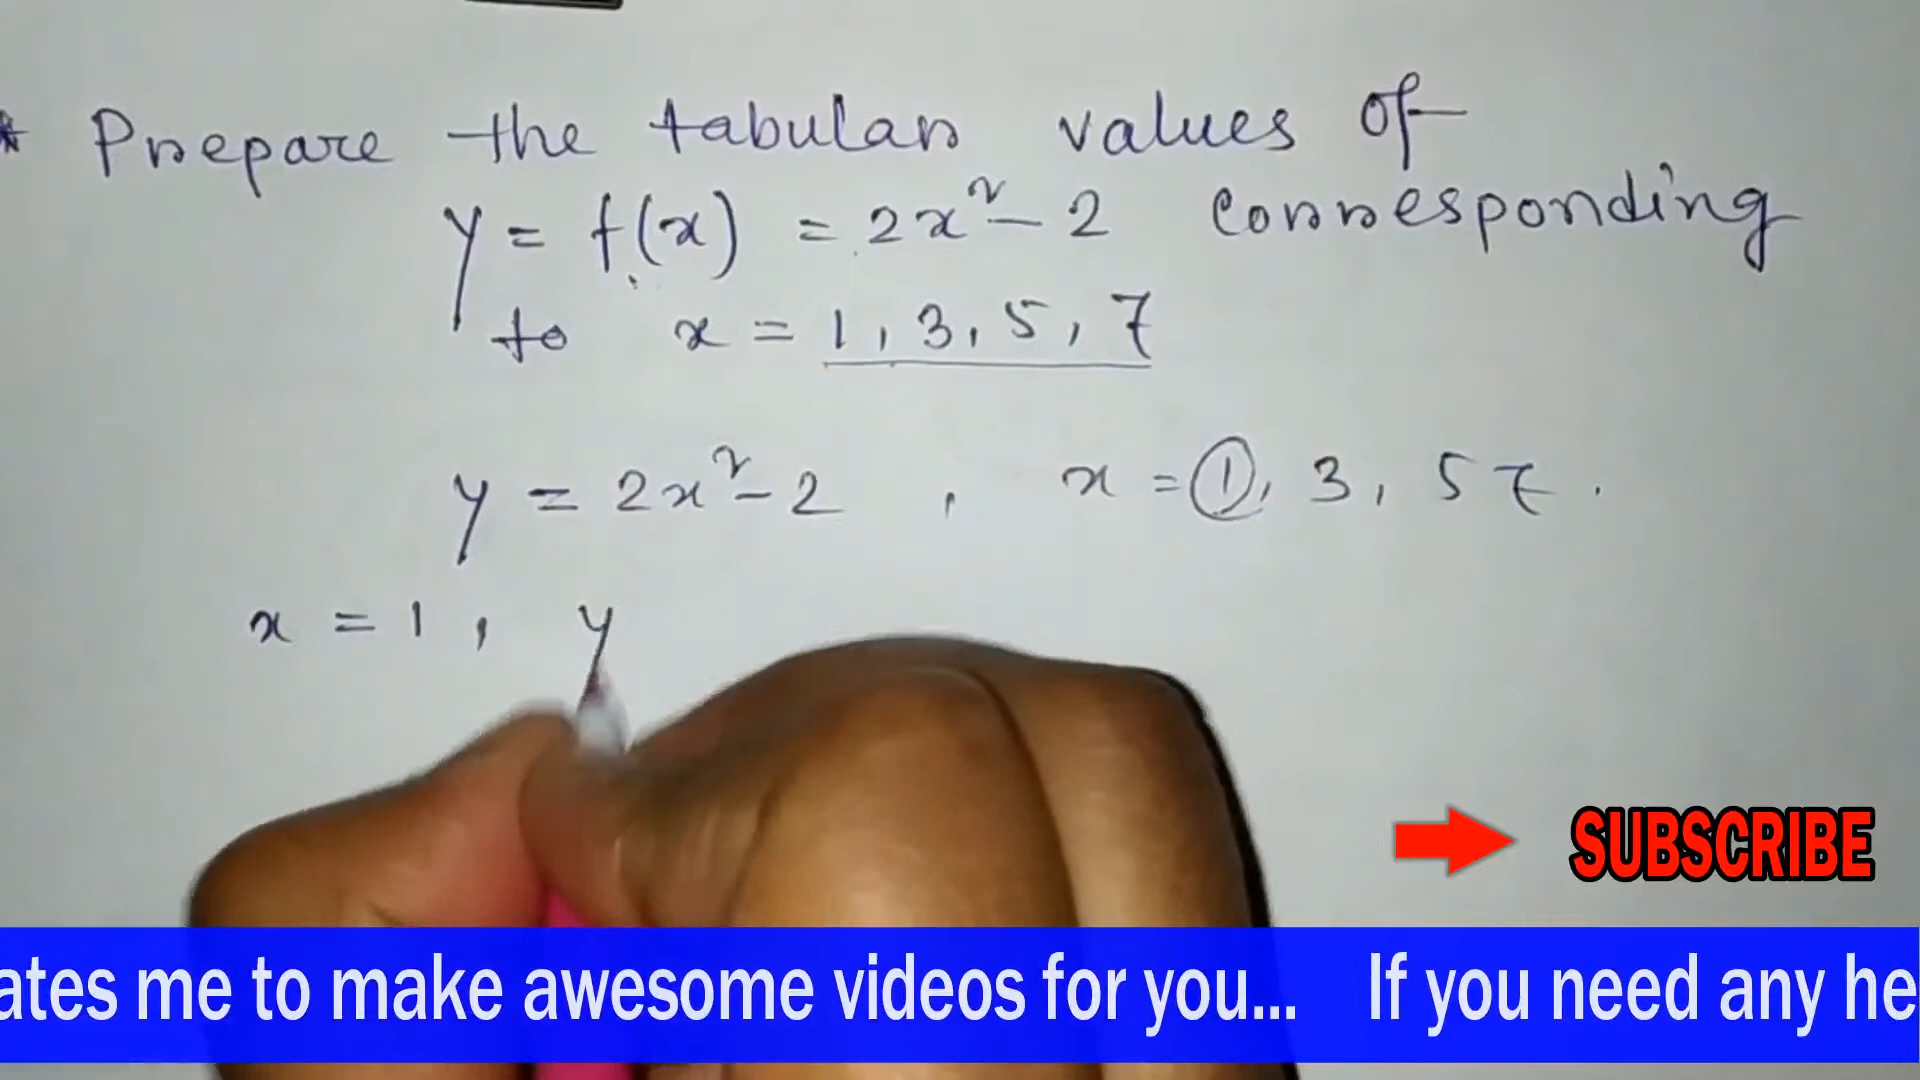 * Prepare the tabular values of
y = f(x) = 2x² - 2 corresponding
to x = 1, 3, 5, 7
y = 2x² - 2 , x = 1, 3, 5 7 .
x = 1 , y
SUBSCRIBE
ates me to make awesome videos for you... If you need any he